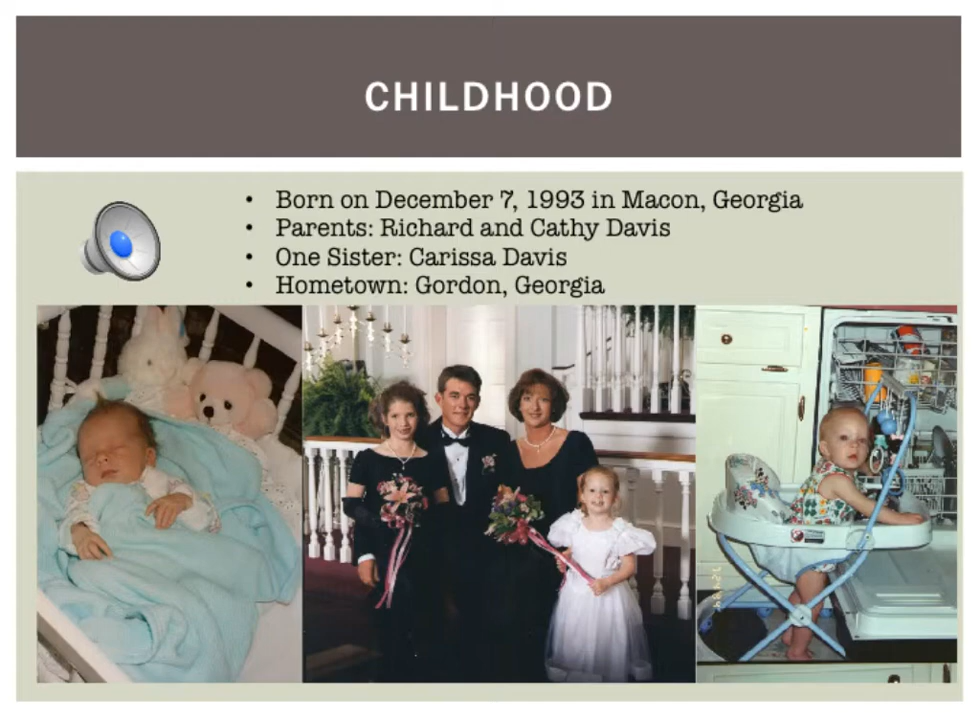 CHILDHOOD
• Born on December 7, 1993 in Macon, Georgia
• Parents: Richard and Cathy Davis
• One Sister: Carissa Davis
• Hometown: Gordon, Georgia